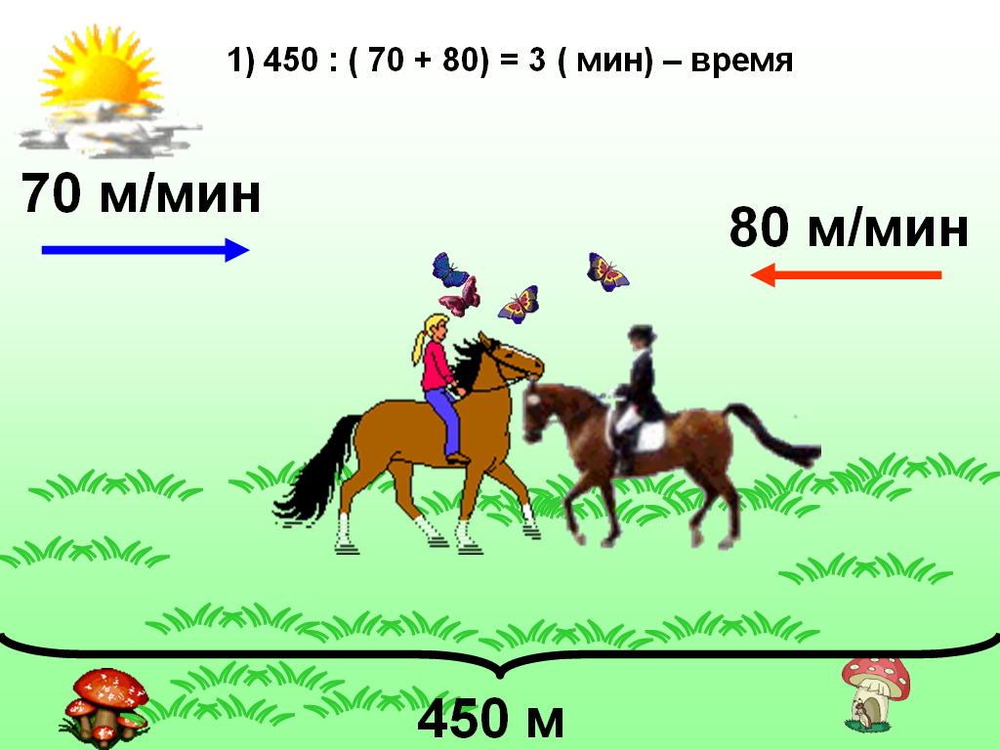 1) 450 : ( 70 + 80) = 3 ( мин) – время
70 м/мин
80 м/мин
450 м